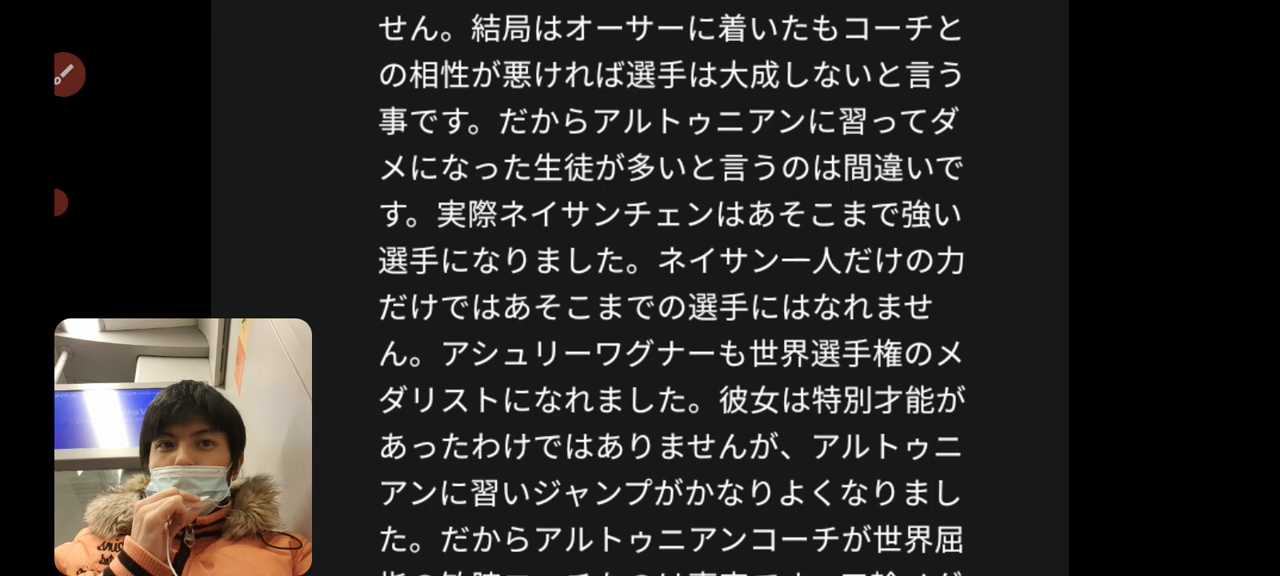 せん。結局はオーサーに着いたもコーチと
の相性が悪ければ選手は大成しないと言う
事です。だからアルトゥニアンに習ってダ
メになった生徒が多いと言うのは間違いで
す。実際ネイサンチェンはあそこまで強い
選手になりました。ネイサン一人だけの力
だけではあそこまでの選手にはなれませ
ん。アシュリーワグナーも世界選手権のメ
ダリストになれました。彼女は特別才能が
あったわけではありませんが、アルトゥニ
アンに習いジャンプがかなりよくなりまし
た。だからアルトゥニアンコーチが世界屈